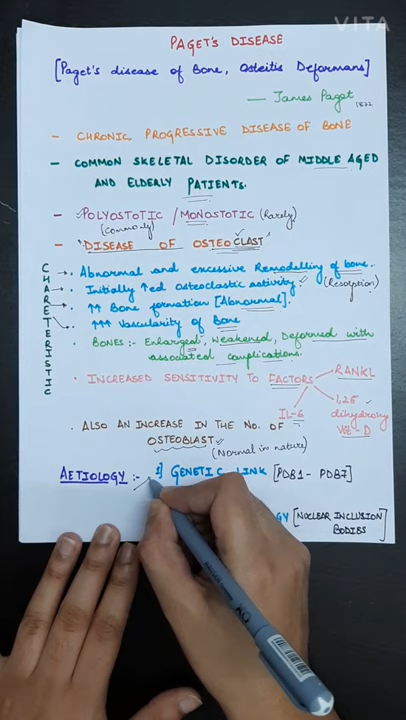 VITA
PAGET'S DISEASE
[Paget's disease of Bone, Osteitis Deformans]
— James Paget
1822
- CHRONIC PROGRESSIVE DISEASE OF BONE
- COMMON SKELETAL DISORDER OF MIDDLE AGED
AND ELDERLY PATIENTS.
- POLYOSTOTIC / MONOSTOTIC (Rarely)
(commonly)
- "DISEASE OF OSTEOCLAST"
CHARETERISTIC
Abnormal and excessive Remodelling of bone.
Initially ↑ed osteoclastic activity.
(Resorption)
↑↑ Bone formation [Abnormal].
↑↑↑ Vascularity of Bone
BONES:- Enlarged, Weakened, Deformed with
associated complications.
INCREASED SENSITIVITY TO FACTORS
RANKL
IL-6
1,25
dihydroxy
Vit-D
ALSO AN INCREASE IN THE NO. OF
OSTEOBLAST
(Normal in nature)
AETIOLOGY :- 1] GENETIC LINK [PDB1- PDB7]
GY [NUCLEAR INCLUSION
BODIES